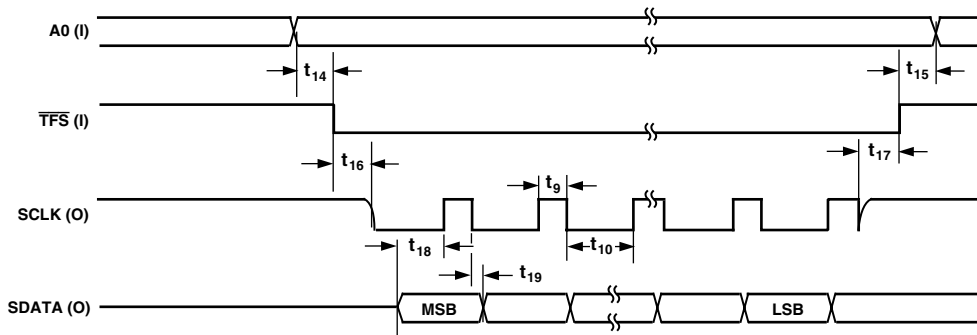 A0 (I)
t14
t15
TFS (I)
t16
t17
t9
SCLK (O)
t18
t10
t19
SDATA (O)
MSB
LSB